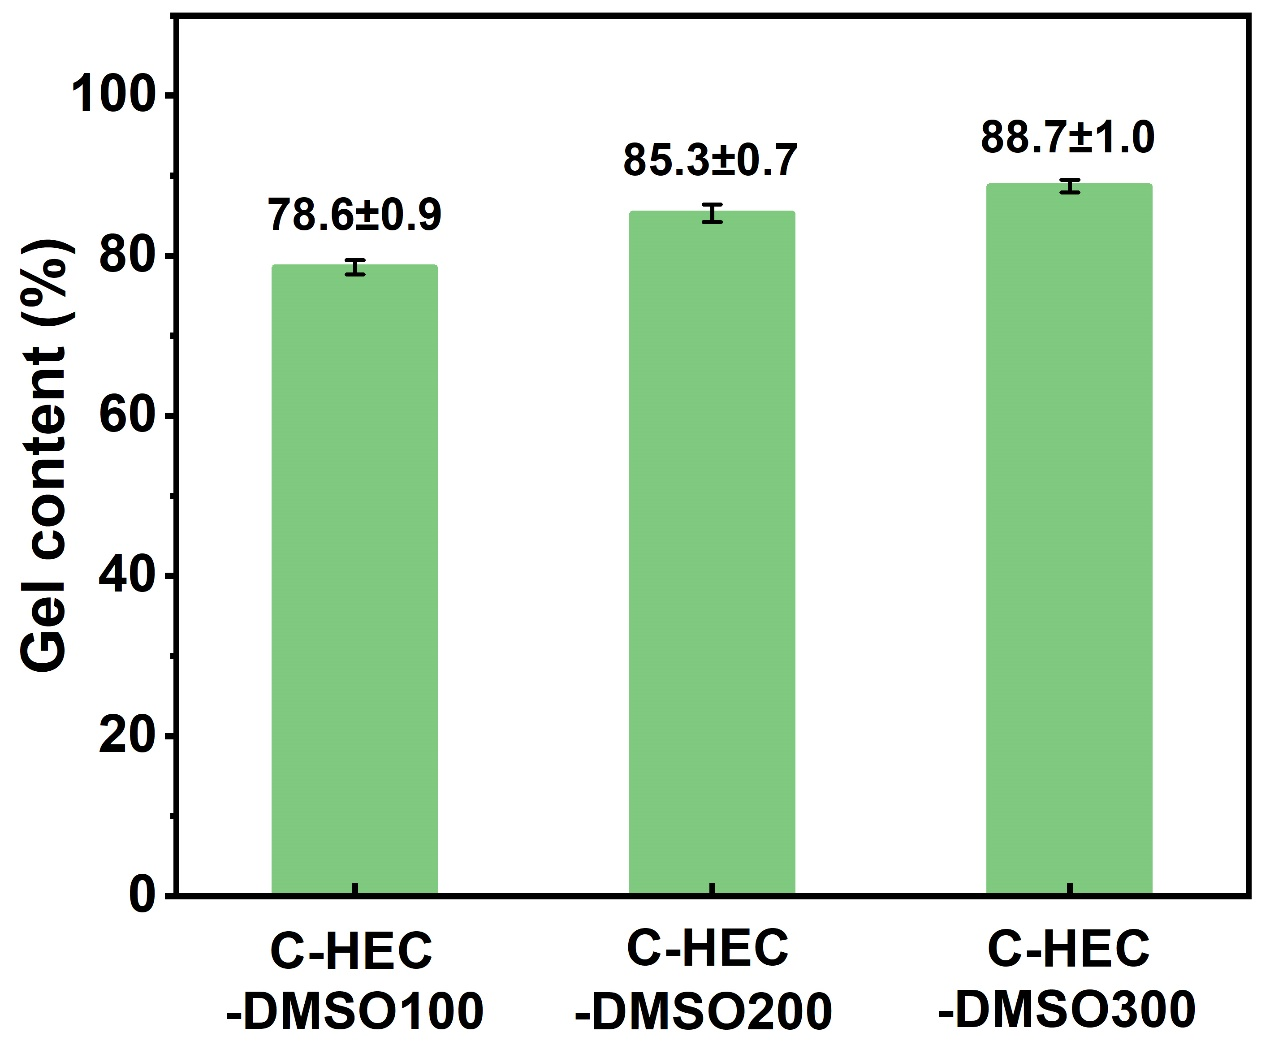 Gel content (%)
100
80
60
40
20
0
78.6±0.9
85.3±0.7
88.7±1.0
C-HEC
-DMSO100
C-HEC
-DMSO200
C-HEC
-DMSO300